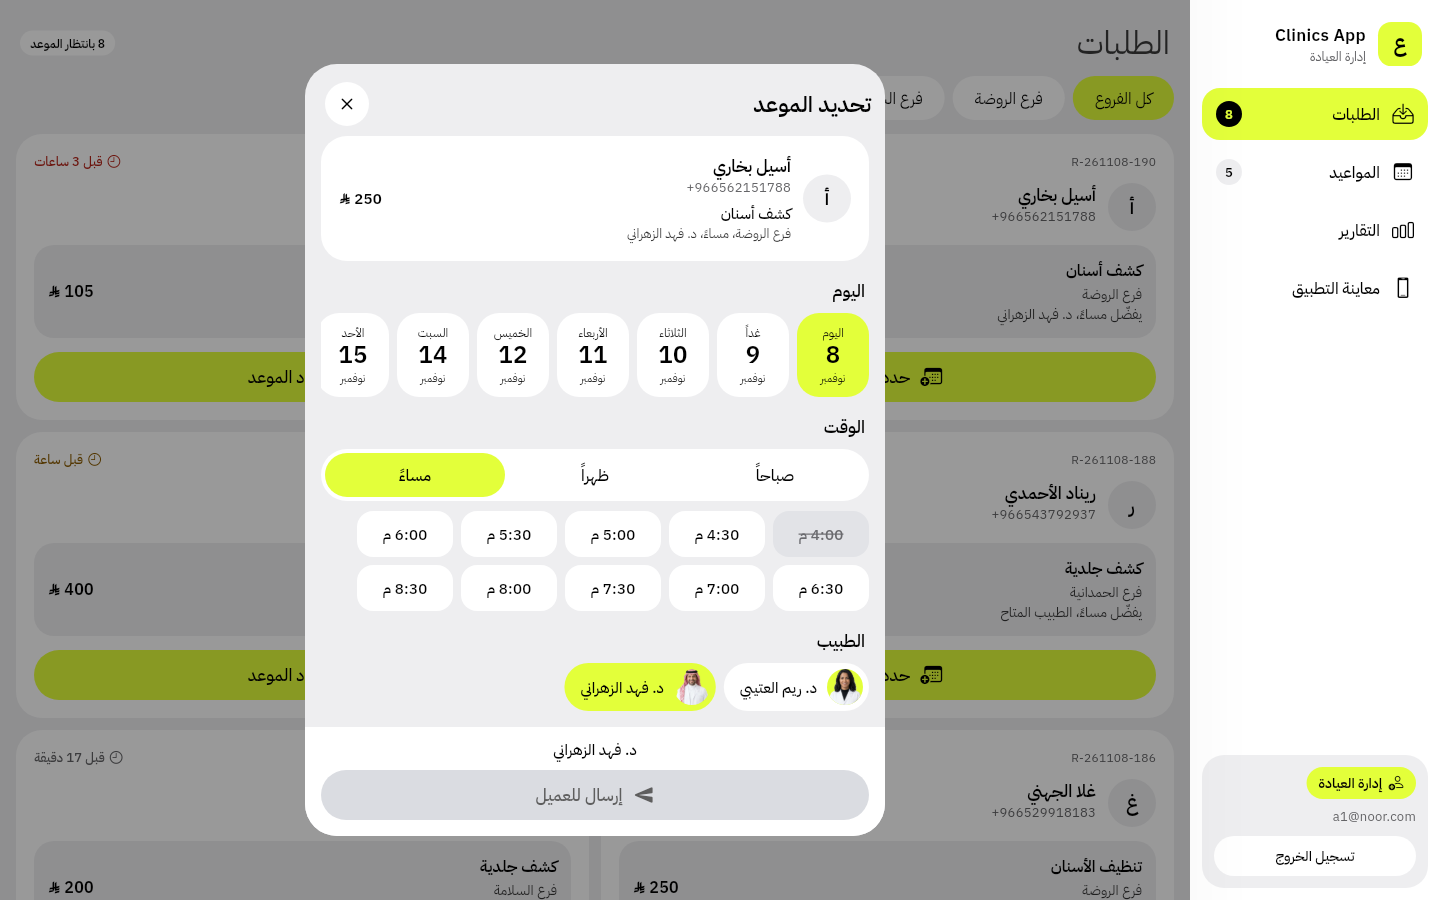 Clinics App
إدارة العيادة
ع
الطلبات
8
المواعيد
5
التقارير
معاينة التطبيق
إدارة العيادة
a1@noor.com
تسجيل الخروج
الطلبات
8 بانتظار الموعد
كل الفروع
فرع الروضة
R-261108-190
قبل 3 ساعات
أ
أسيل بخاري
+966562151788
كشف أسنان
فرع الروضة
يفضّل مساءً، د. فهد الزهراني
105
R-261108-188
قبل ساعة
ر
ريناد الأحمدي
+966543792937
كشف جلدية
فرع الحمدانية
يفضّل مساءً، الطبيب المتاح
400
R-261108-186
قبل 17 دقيقة
غ
غلا الجهني
+966529918183
تنظيف الأسنان
فرع الروضة
250
كشف جلدية
فرع السلامة
200
تحديد الموعد
أ
أسيل بخاري
+966562151788
كشف أسنان
فرع الروضة، مساءً، د. فهد الزهراني
250
اليوم
اليوم 8 نوفمبر
غداً 9 نوفمبر
الثلاثاء 10 نوفمبر
الأربعاء 11 نوفمبر
الخميس 12 نوفمبر
السبت 14 نوفمبر
الأحد 15 نوفمبر
الوقت
صباحاً ظهراً مساءً
4:00 م 4:30 م 5:00 م 5:30 م 6:00 م
6:30 م 7:00 م 7:30 م 8:00 م 8:30 م
الطبيب
د. ريم العتيبي د. فهد الزهراني
د. فهد الزهراني
إرسال للعميل